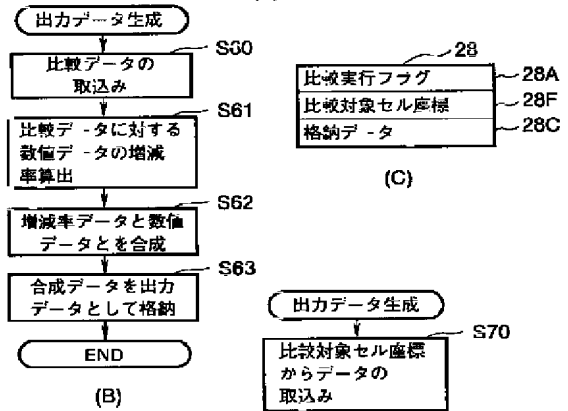 出力データ生成
S60
比較データの
取込み
S61
比較データに対する
数値データの増減
率算出
S62
増減率データと数値
データとを合成
S63
合成データを出力
データとして格納
END
(B)
28
比較実行フラグ
28A
比較対象セル座標
28F
格納データ
28C
(C)
出力データ生成
S70
比較対象セル座標
からデータの
取込み